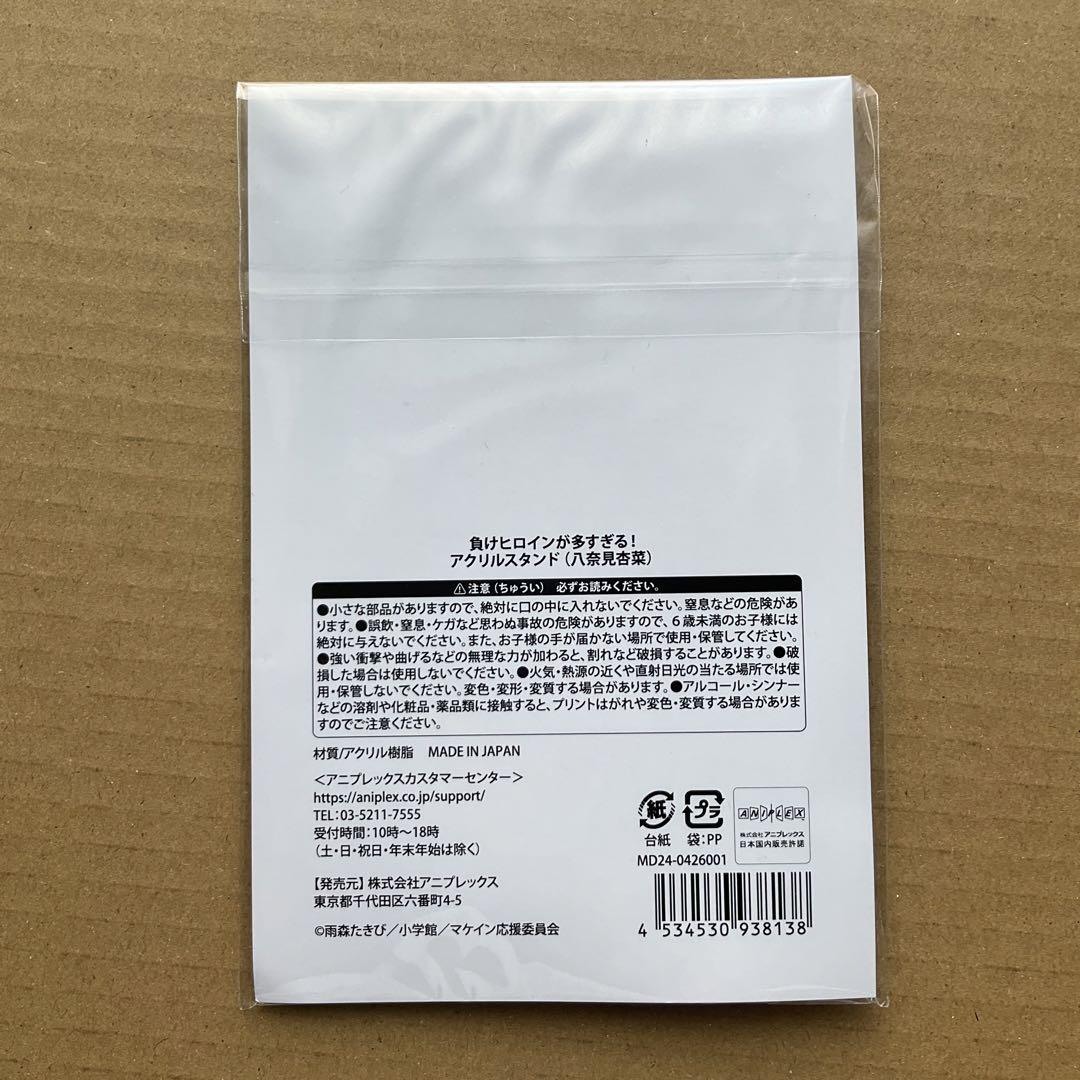 負けヒロインが多すぎる！
アクリルスタンド（八奈見杏菜）
⚠注意（ちゅうい） 必ずお読みください。
●小さな部品がありますので、絶対に口の中に入れないでください。窒息などの危険があ
ります。●誤飲・窒息・ケガなど思わぬ事故の危険がありますので、６歳未満のお子様には
絶対に与えないでください。また、お子様の手が届かない場所で使用・保管してください。
●強い衝撃や曲げるなどの無理な力が加わると、割れなど破損することがあります。●破
損した場合は使用しないでください。●火気・熱源の近くや直射日光の当たる場所では使
用・保管しないでください。変色・変形・変質する場合があります。●アルコール・シンナー
などの溶剤や化粧品・薬品類に接触すると、プリントはがれや変色・変質する場合がありま
すのでご注意ください。
材質/アクリル樹脂 MADE IN JAPAN
＜アニプレックスカスタマーセンター＞
https://aniplex.co.jp/support/
TEL：03-5211-7555
受付時間：10時〜18時
（土・日・祝日・年末年始は除く）
【発売元】株式会社アニプレックス
東京都千代田区六番町4-5
©雨森たきび／小学館／マケイン応援委員会
紙 プラ
台紙 袋：PP
MD24-0426001
ANIPLEX
株式会社アニプレックス
日本国内販売許諾
4 534530 938138